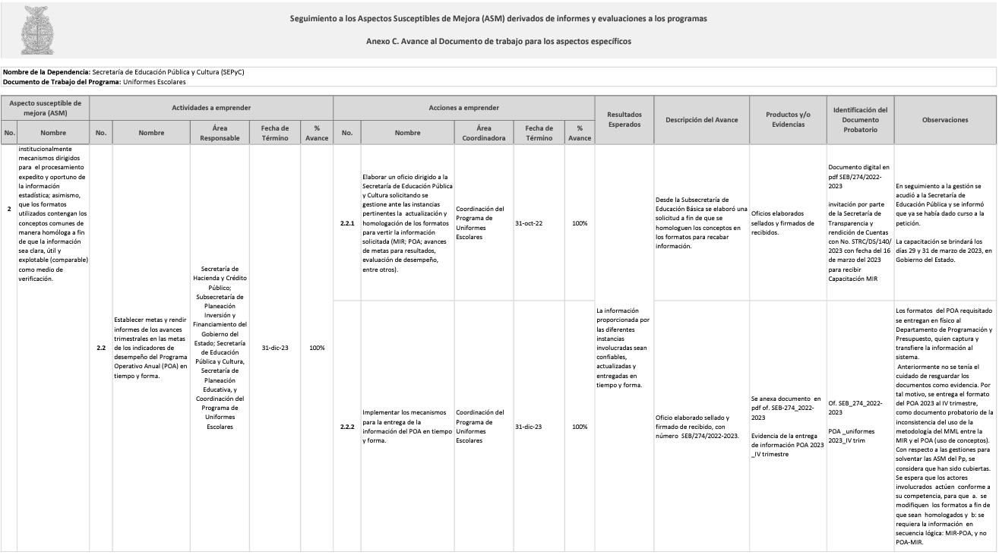 Seguimiento a los Aspectos Susceptibles de Mejora (ASM) derivados de informes y evaluaciones a los programas
Anexo C. Avance al Documento de trabajo para los aspectos específicos
Nombre de la Dependencia: Secretaría de Educación Pública y Cultura (SEPyC)
Documento de Trabajo del Programa: Uniformes Escolares
Aspecto susceptible de
mejora (ASM)
Actividades a emprender
Acciones a emprender
Resultados
Esperados
Descripción del Avance
Productos y/o
Evidencias
Identificación del
Documento
Probatorio
Observaciones
No.
Nombre
No.
Nombre
Área
Responsable
Fecha de
Término
%
Avance
No.
Nombre
Área
Coordinadora
Fecha de
Término
%
Avance
2
institucionalmente
mecanismos dirigidos
para el procesamiento
expedito y oportuno de
la información
estadística; asimismo,
que los formatos
utilizados contengan los
conceptos comunes de
manera homóloga a fin
de que la información
sea clara, útil y
explotable (comparable)
como medio de
verificación.
2.2
Establecer metas y rendir
informes de los avances
trimestrales en las metas
de los indicadores de
desempeño del Programa
Operativo Anual (POA) en
tiempo y forma.
Secretaría de
Hacienda y Crédito
Público;
Subsecretaría de
Planeación
Inversión y
Financiamiento del
Gobierno del
Estado; Secretaría
de Educación
Pública y Cultura,
Secretaría de
Planeación
Educativa, y
Coordinación del
Programa de
Uniformes
Escolares
31-dic-23
100%
2.2.1
Elaborar un oficio dirigido a la
Secretaría de Educación Pública
y Cultura solicitando se
gestione ante las instancias
pertinentes la actualización y
homologación de los formatos
para vertir la información
solicitada (MIR; POA; avances
de metas para resultados,
evaluación de desempeño,
entre otros).
Coordinación del
Programa de
Uniformes
Escolares
31-oct-22
100%
La información
proporcionada por
las diferentes
instancias
involucradas sean
confiables,
actualizadas y
entregadas en
tiempo y forma.
Desde la Subsecretaría de
Educación Básica se elaboró una
solicitud a fin de que se
homologuen los conceptos en
los formatos para recabar
información.
Oficios elaborados
sellados y firmados de
recibidos.
Documento digital en
pdf SEB/274/2022-
2023
invitación por parte
de la Secretaría de
Transparencia y
rendición de Cuentas
con No. STRC/DS/140/
2023 con fecha del 16
de marzo del 2023
para recibir
Capacitación MIR
En seguimiento a la gestión se
acudió a la Secretaría de
Educación Pública y se informó
que ya se había dado curso a la
petición.
La capacitación se brindará los
días 29 y 31 de marzo de 2023, en
Gobierno del Estado.
2.2.2
Implementar los mecanismos
para la entrega de la
información del POA en tiempo
y forma.
Coordinación del
Programa de
Uniformes
Escolares
31-dic-23
100%
Oficio elaborado sellado y
firmado de recibido, con
número SEB/274/2022-2023.
Se anexa documento en
pdf of. SEB-274_2022-
2023
Evidencia de la entrega
de información POA 2023
_IV trimestre
Of. SEB_274_2022-
2023
POA _uniformes
2023_IV trim
Los formatos del POA requisitado
se entregan en físico al
Departamento de Programación y
Presupuesto, quien captura y
transfiere la información al
sistema.
Anteriormente no se tenía el
cuidado de resguardar los
documentos como evidencia. Por
tal motivo, se entrega el formato
del POA 2023 al IV trimestre,
como documento probatorio de la
inconsistencia del uso de la
metodología del MML entre la
MIR y el POA (uso de conceptos).
Con respecto a las gestiones para
solventar las ASM del Pp, se
considera que han sido cubiertas.
Se espera que los actores
involucrados actúen conforme a
su competencia, para que a. se
modifiquen los formatos a fin de
que sean homologados y b: se
requiera la información en
secuencia lógica: MIR-POA, y no
POA-MIR.